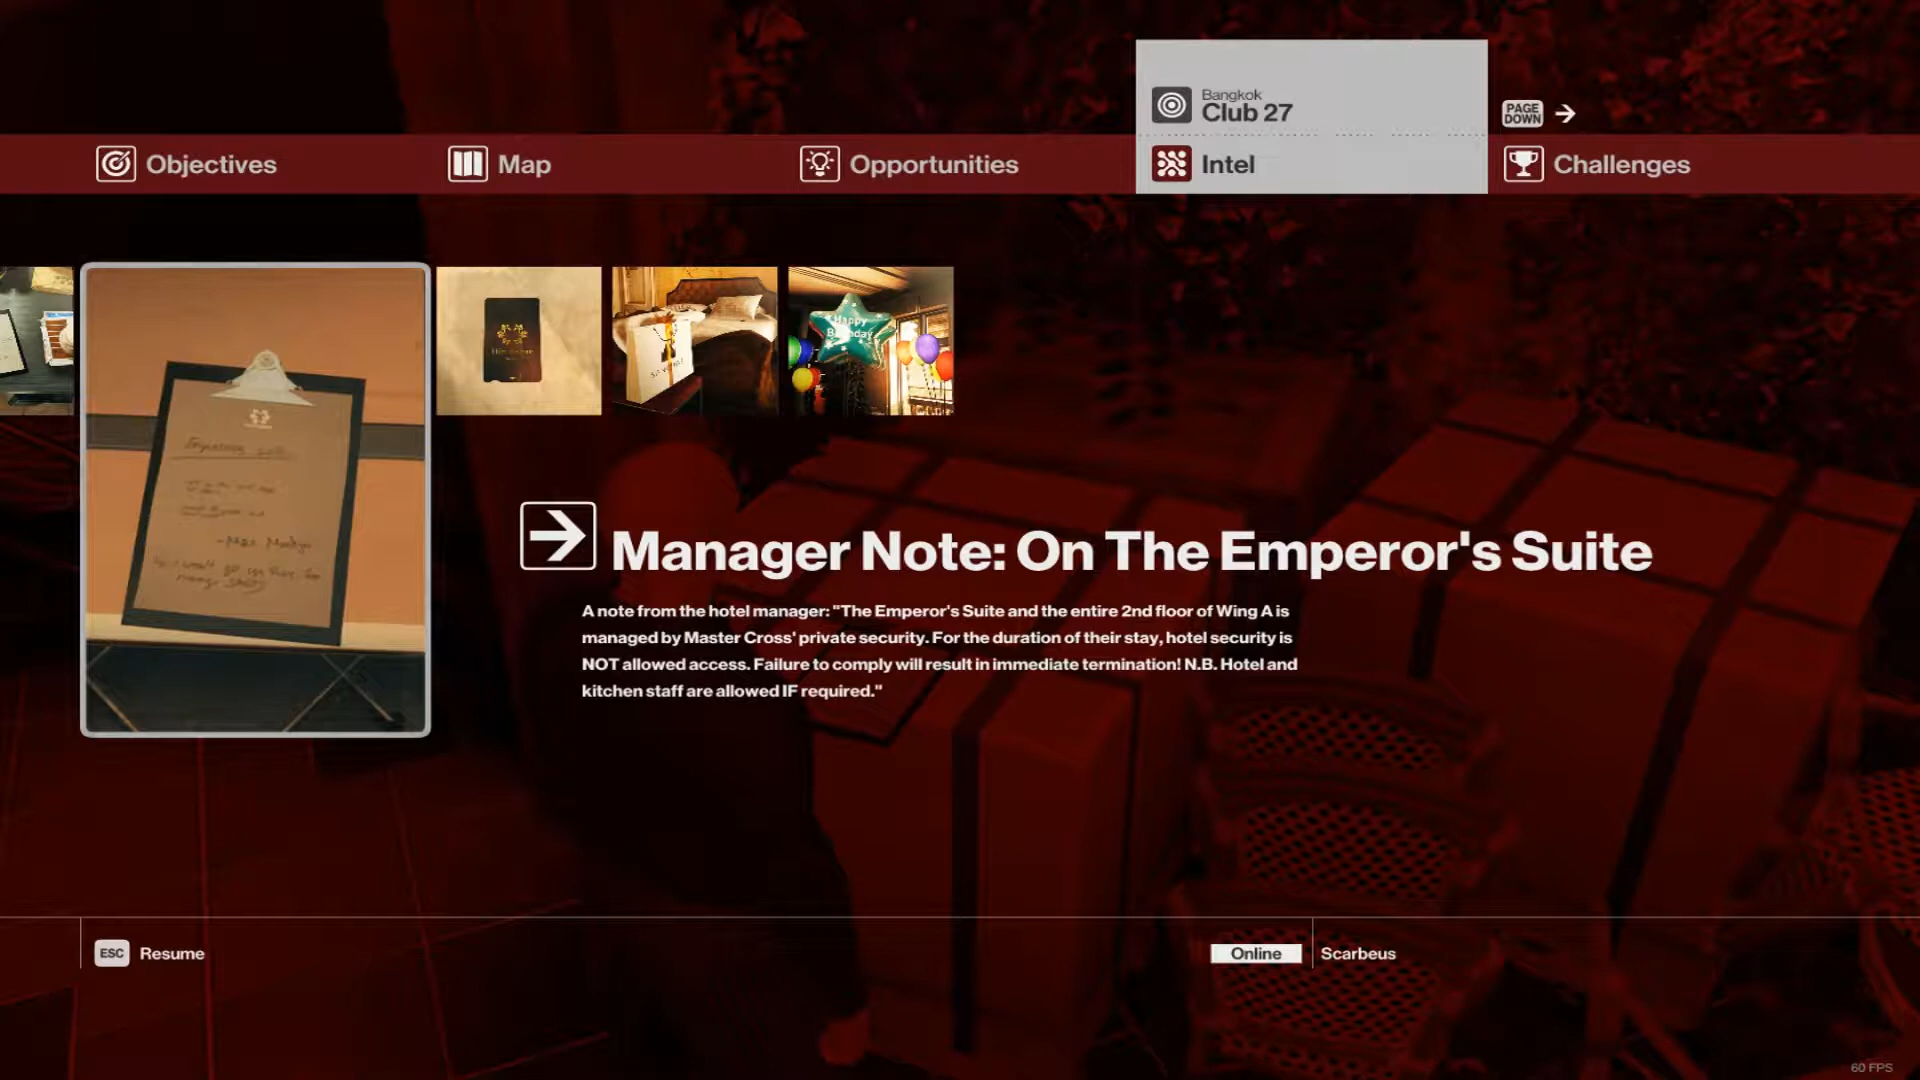 Bangkok
Club 27
PAGE DOWN
Objectives
Map
Opportunities
Intel
Challenges
Happy
Manager Note: On The Emperor's Suite
A note from the hotel manager: "The Emperor's Suite and the entire 2nd floor of Wing A is
managed by Master Cross' private security. For the duration of their stay, hotel security is
NOT allowed access. Failure to comply will result in immediate termination! N.B. Hotel and
kitchen staff are allowed IF required."
ESC Resume
Online Scarbeus
60 FPS